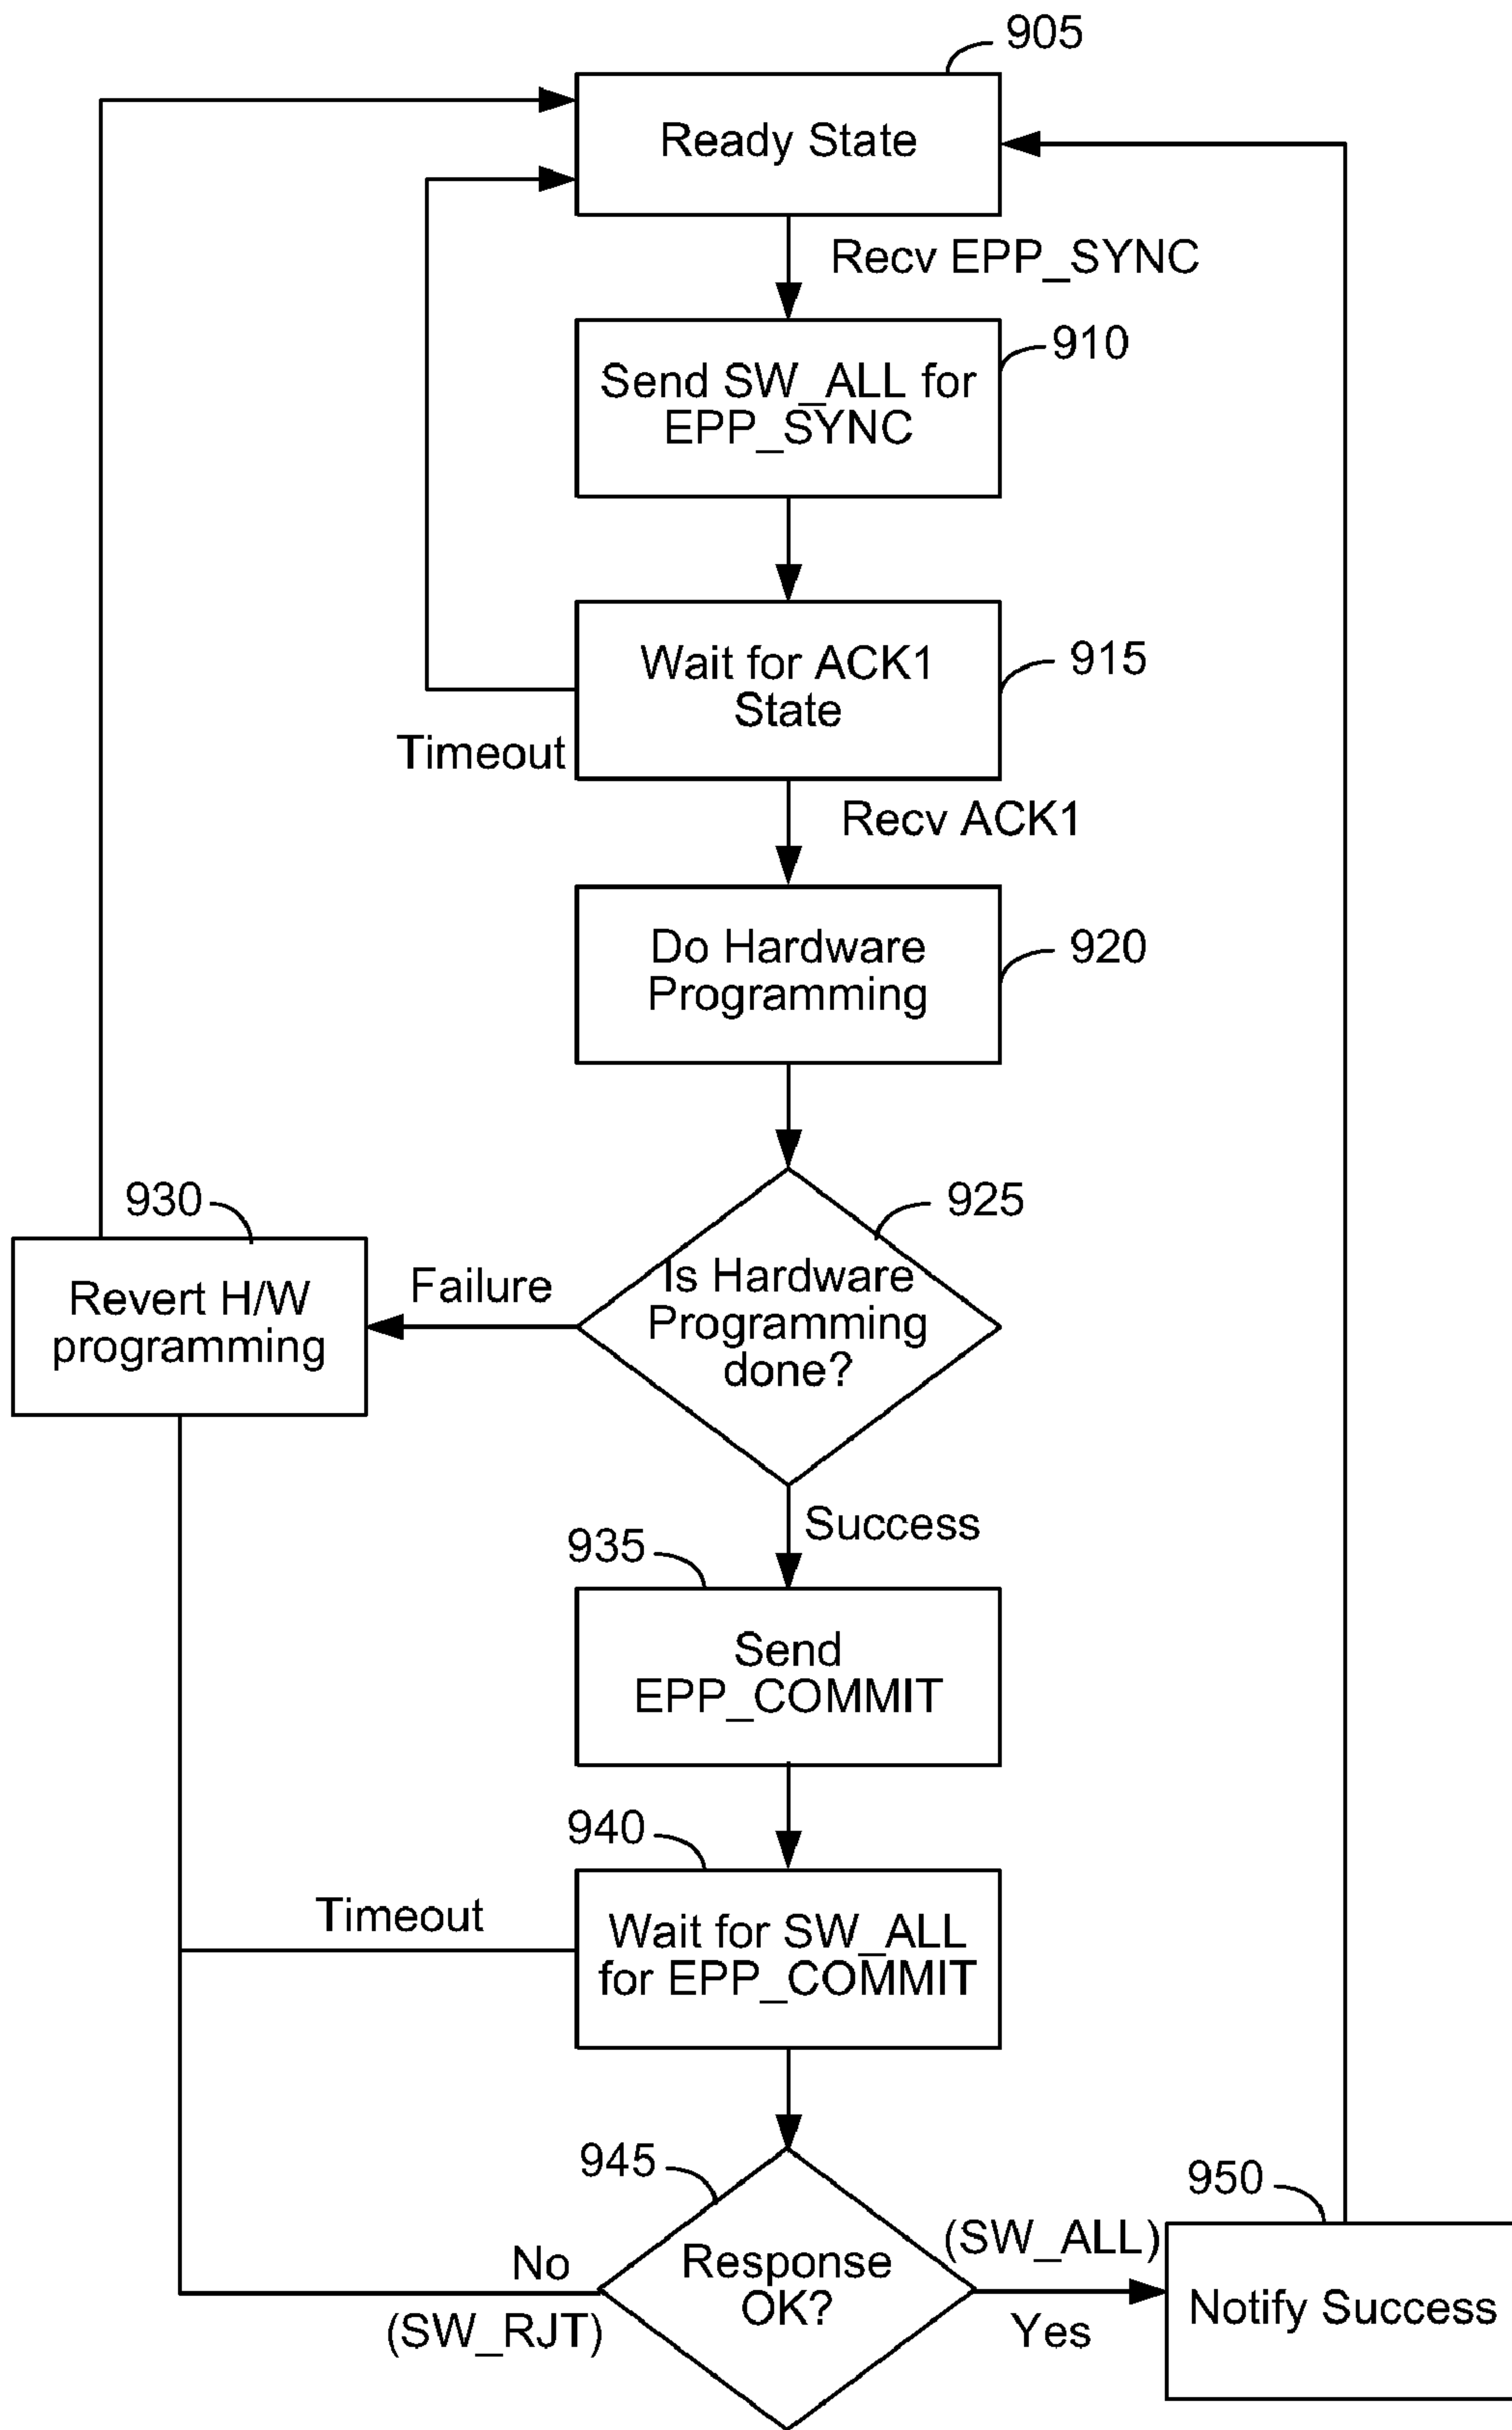 905
Ready State
Recv EPP_SYNC
910
Send SW_ALL for
EPP_SYNC
915
Wait for ACK1
State
Timeout
Recv ACK1
920
Do Hardware
Programming
930
925
Revert H/W
programming
Failure
Is Hardware
Programming
done?
Success
935
Send
EPP_COMMIT
940
Timeout
Wait for SW_ALL
for EPP_COMMIT
945
950
No
(SW_RJT)
Response
OK?
(SW_ALL)
Yes
Notify Success